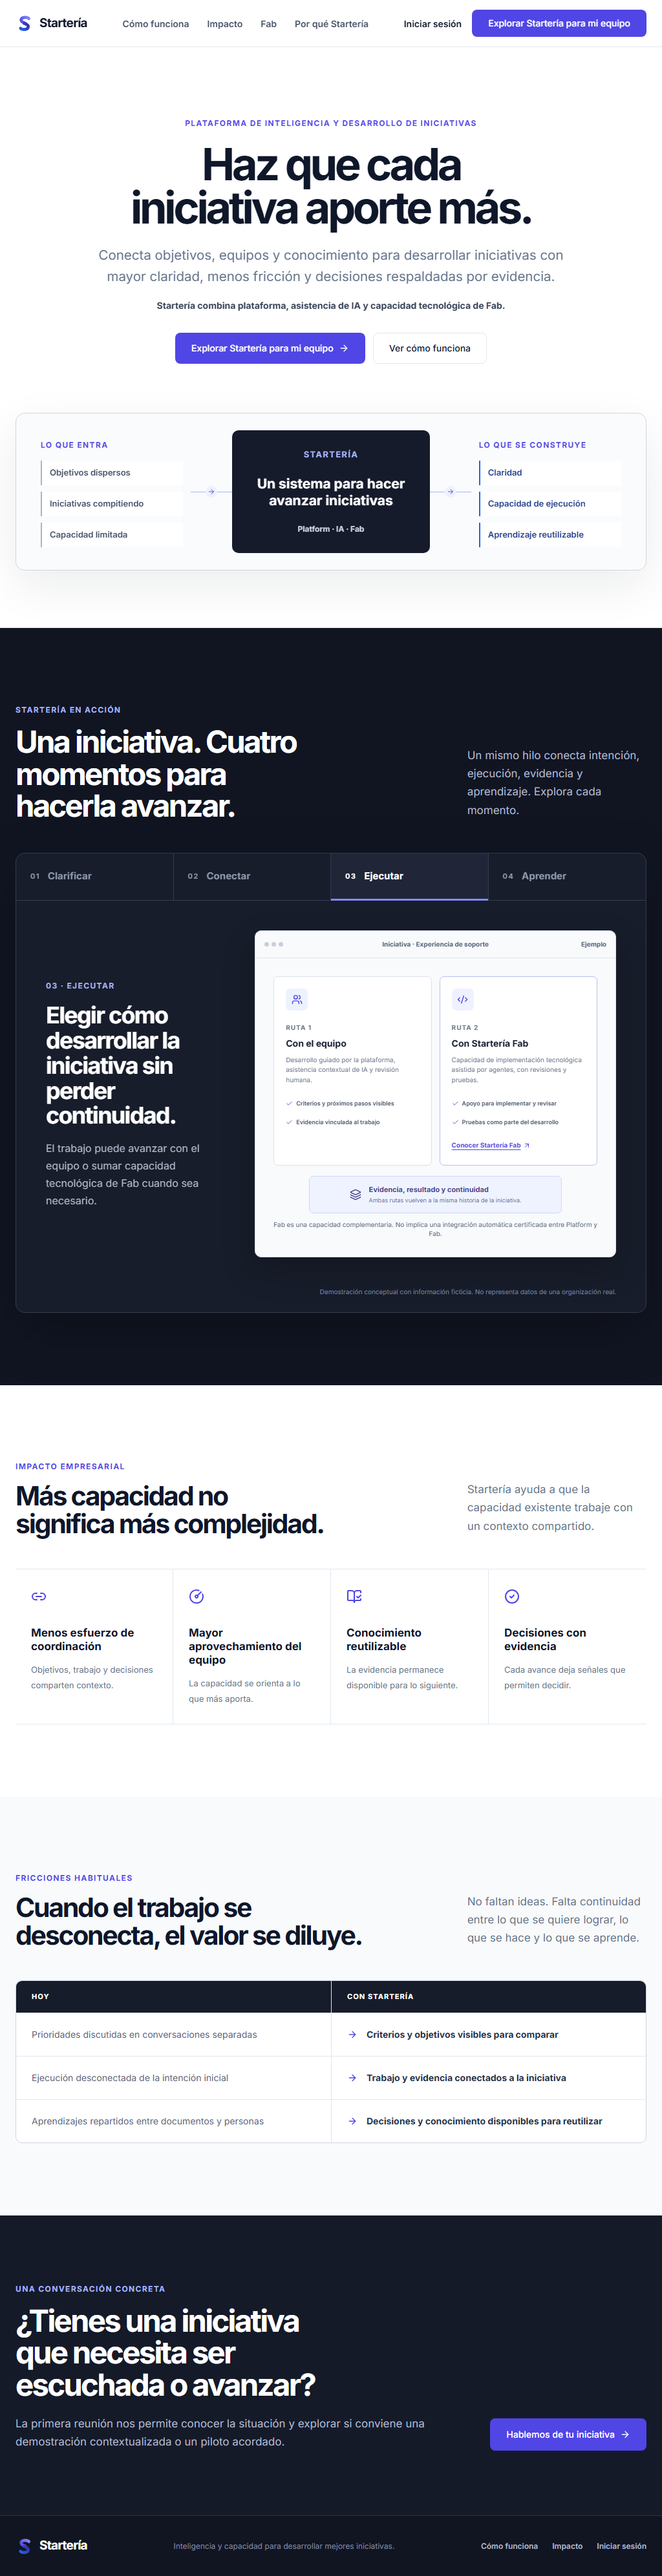 Startería
Cómo funciona
Impacto
Fab
Por qué Startería
Iniciar sesión
Explorar Startería para mi equipo
PLATAFORMA DE INTELIGENCIA Y DESARROLLO DE INICIATIVAS
Haz que cada
iniciativa aporte más.
Conecta objetivos, equipos y conocimiento para desarrollar iniciativas con
mayor claridad, menos fricción y decisiones respaldadas por evidencia.
Startería combina plataforma, asistencia de IA y capacidad tecnológica de Fab.
Explorar Startería para mi equipo
Ver cómo funciona
LO QUE ENTRA
Objetivos dispersos
Iniciativas compitiendo
Capacidad limitada
STARTERÍA
Un sistema para hacer
avanzar iniciativas
Platform · IA · Fab
LO QUE SE CONSTRUYE
Claridad
Capacidad de ejecución
Aprendizaje reutilizable
STARTERÍA EN ACCIÓN
Una iniciativa. Cuatro
momentos para
hacerla avanzar.
Un mismo hilo conecta intención,
ejecución, evidencia y
aprendizaje. Explora cada
momento.
01 Clarificar
02 Conectar
03 Ejecutar
04 Aprender
03 · EJECUTAR
Elegir cómo
desarrollar la
iniciativa sin
perder
continuidad.
El trabajo puede avanzar con el
equipo o sumar capacidad
tecnológica de Fab cuando sea
necesario.
Iniciativa · Experiencia de soporte
Ejemplo
RUTA 1
Con el equipo
Desarrollo guiado por la plataforma,
asistencia contextual de IA y revisión
humana.
Criterios y próximos pasos visibles
Evidencia vinculada al trabajo
RUTA 2
Con Startería Fab
Capacidad de implementación tecnológica
asistida por agentes, con revisiones y
pruebas.
Apoyo para implementar y revisar
Pruebas como parte del desarrollo
Conocer Startería Fab
Evidencia, resultado y continuidad
Ambas rutas vuelven a la misma historia de la iniciativa.
Fab es una capacidad complementaria. No implica una integración automática certificada entre Platform y
Fab.
Demostración conceptual con información ficticia. No representa datos de una organización real.
IMPACTO EMPRESARIAL
Más capacidad no
significa más complejidad.
Startería ayuda a que la
capacidad existente trabaje con
un contexto compartido.
Menos esfuerzo de
coordinación
Objetivos, trabajo y decisiones
comparten contexto.
Mayor
aprovechamiento del
equipo
La capacidad se orienta a lo
que más aporta.
Conocimiento
reutilizable
La evidencia permanece
disponible para lo siguiente.
Decisiones con
evidencia
Cada avance deja señales que
permiten decidir.
FRICCIONES HABITUALES
Cuando el trabajo se
desconecta, el valor se diluye.
No faltan ideas. Falta continuidad
entre lo que se quiere lograr, lo
que se hace y lo que se aprende.
HOY
CON STARTERÍA
Prioridades discutidas en conversaciones separadas
Criterios y objetivos visibles para comparar
Ejecución desconectada de la intención inicial
Trabajo y evidencia conectados a la iniciativa
Aprendizajes repartidos entre documentos y personas
Decisiones y conocimiento disponibles para reutilizar
UNA CONVERSACIÓN CONCRETA
¿Tienes una iniciativa
que necesita ser
escuchada o avanzar?
La primera reunión nos permite conocer la situación y explorar si conviene una
demostración contextualizada o un piloto acordado.
Hablemos de tu iniciativa
Startería
Inteligencia y capacidad para desarrollar mejores iniciativas.
Cómo funciona
Impacto
Iniciar sesión